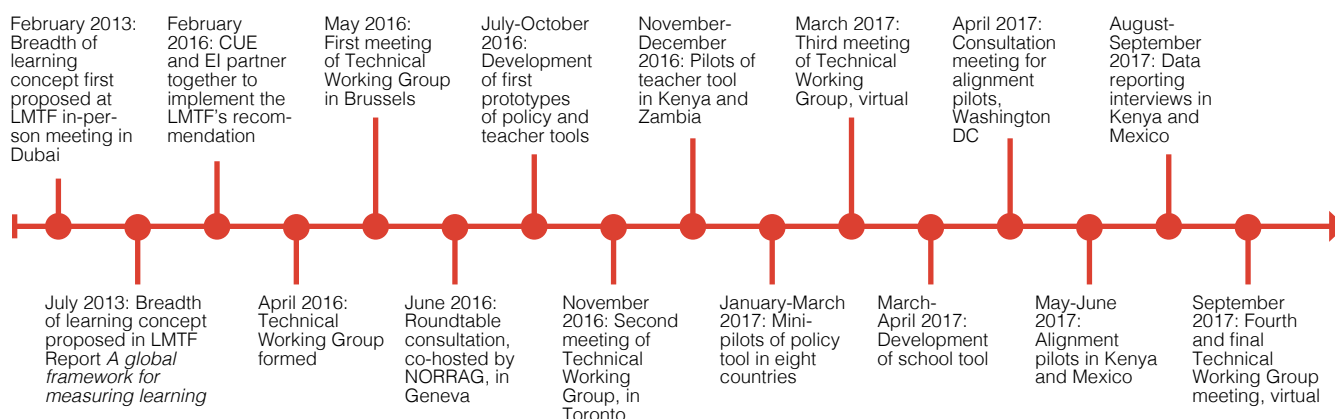 February 2013:
Breadth of
learning
concept first
proposed at
LMTF in-per-
son meeting in
Dubai
July 2013: Breadth
of learning concept
proposed in LMTF
Report A global
framework for
measuring learning
February
2016: CUE
and EI partner
together to
implement the
LMTF's recom-
mendation
April 2016:
Technical
Working Group
formed
May 2016:
First meeting
of Technical
Working Group
in Brussels
June 2016:
Roundtable
consultation,
co-hosted by
NORRAG, in
Geneva
July-October
2016:
Development
of first
prototypes
of policy and
teacher tools
November
2016: Second
meeting of
Technical
Working
Group, in
Toronto
November-
December
2016: Pilots of
teacher tool
in Kenya and
Zambia
January-March
2017: Mini-
pilots of policy
tool in eight
countries
March 2017:
Third meeting
of Technical
Working
Group, virtual
March-
April 2017:
Development
of school tool
April 2017:
Consultation
meeting for
alignment
pilots,
Washington
DC
May-June
2017:
Alignment
pilots in Kenya
and Mexico
August-
September
2017: Data
reporting
interviews in
Kenya and
Mexico
September
2017: Fourth
and final
Technical
Working Group
meeting, virtual